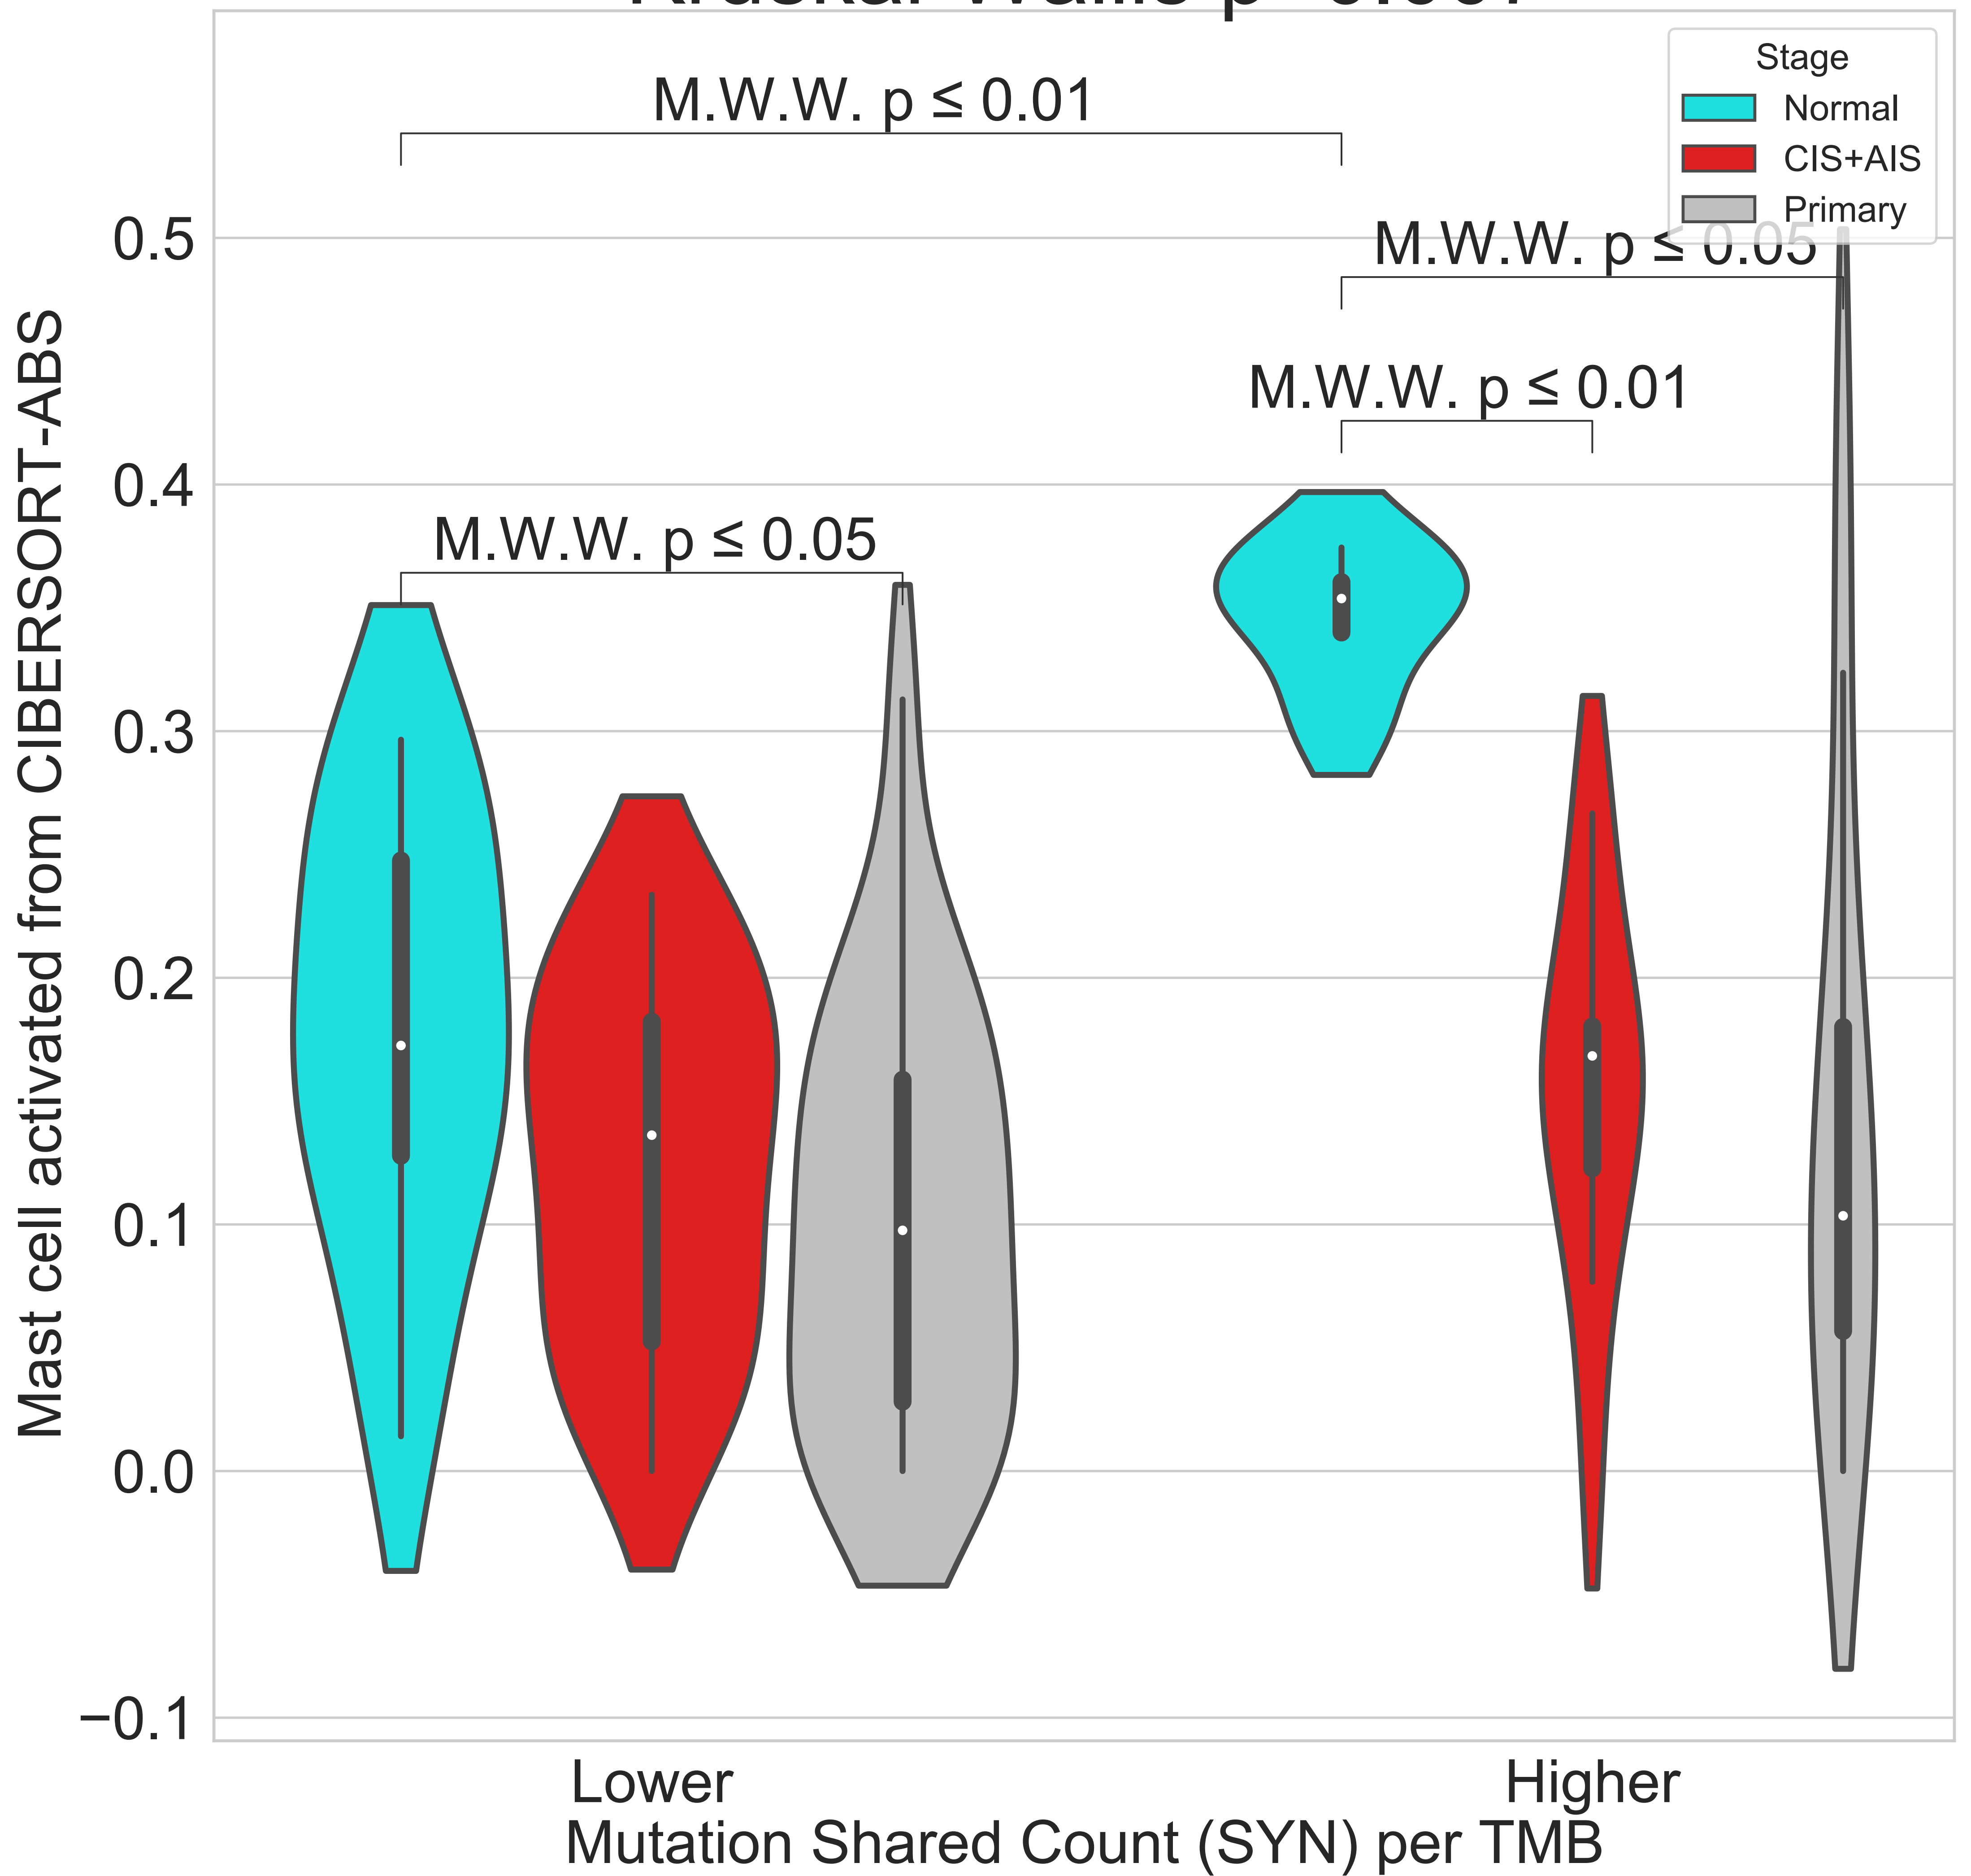 M.W.W. p ≤ 0.01
Stage
Normal
CIS+AIS
Primary
M.W.W. p ≤ 0.05
M.W.W. p ≤ 0.01
M.W.W. p ≤ 0.05
0.5
0.4
0.3
0.2
0.1
0.0
−0.1
Mast cell activated from CIBERSORT-ABS
Lower
Higher
Mutation Shared Count (SYN) per TMB